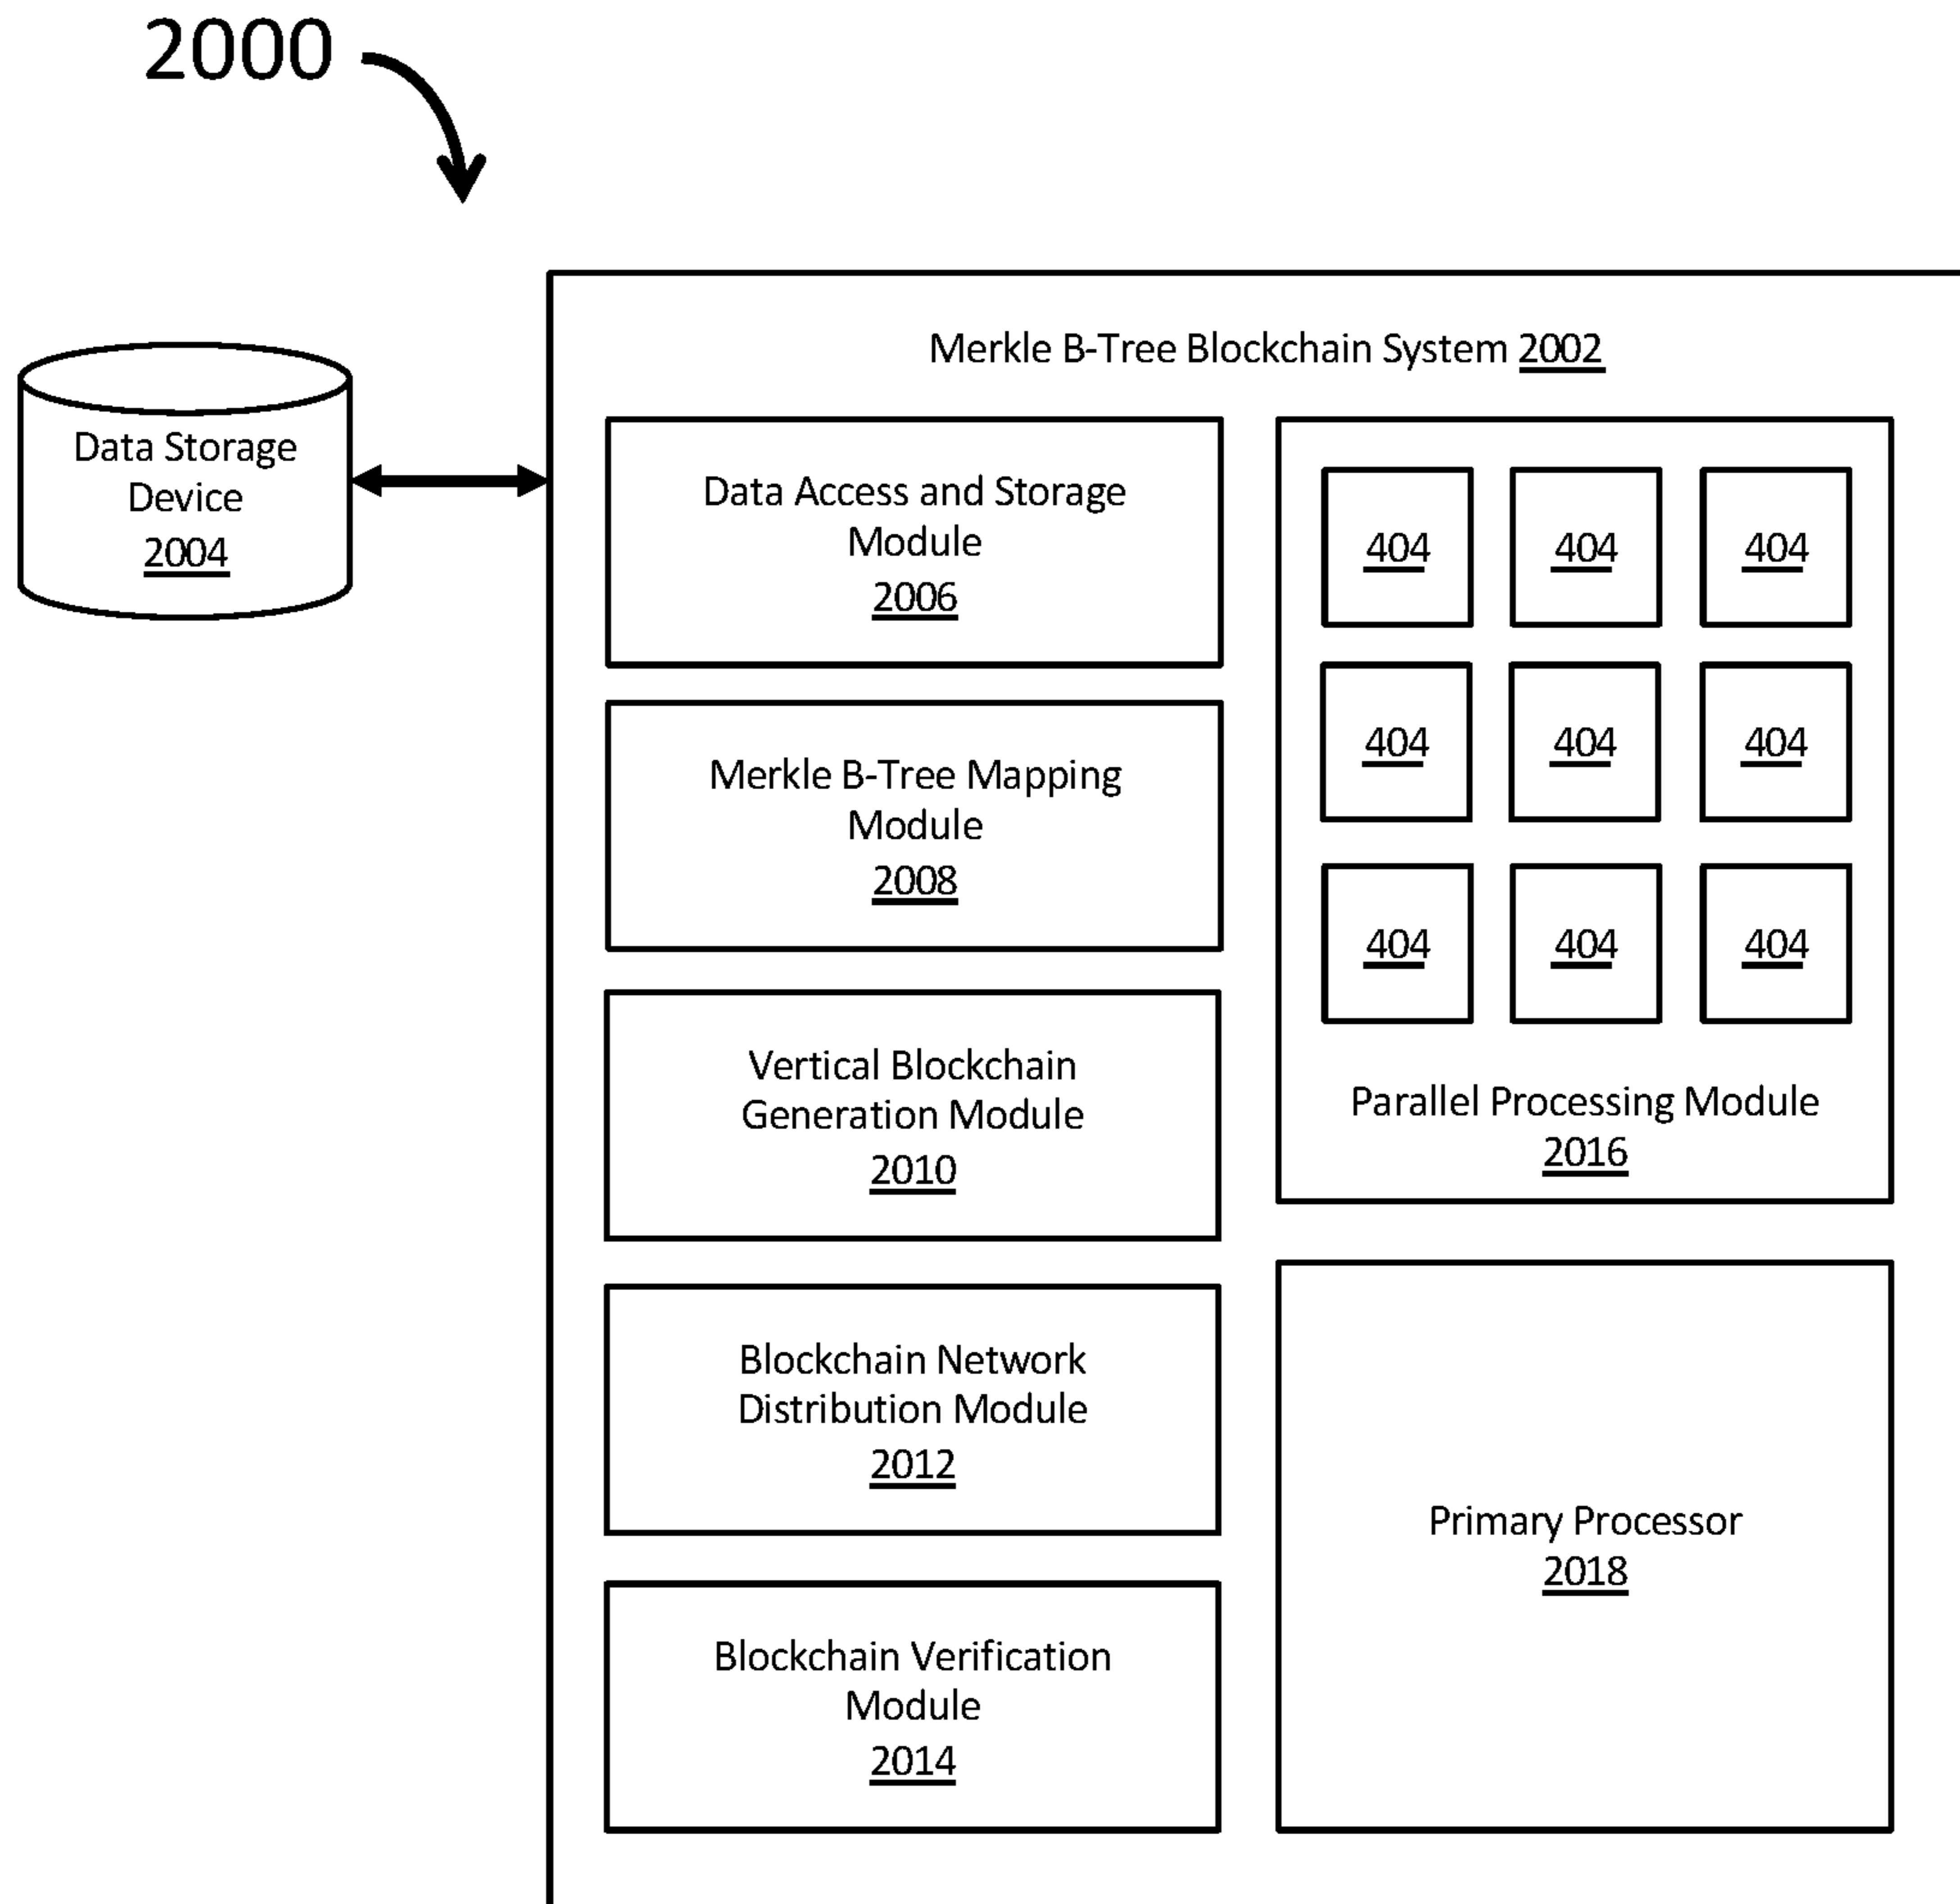 2000
Merkle B-Tree Blockchain System 2002
Data Storage
Device
2004
Data Access and Storage
Module
2006
Merkle B-Tree Mapping
Module
2008
Vertical Blockchain
Generation Module
2010
Blockchain Network
Distribution Module
2012
Blockchain Verification
Module
2014
404 404 404
404 404 404
404 404 404
Parallel Processing Module
2016
Primary Processor
2018